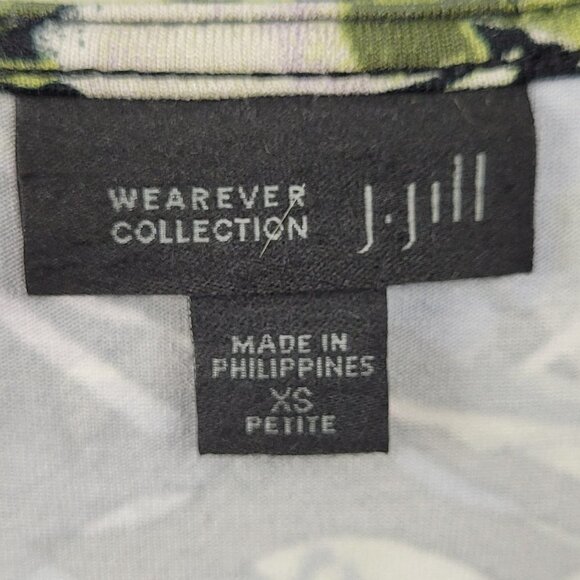 WEAREVER
COLLECTION
J.Jill
MADE IN
PHILIPPINES
XS
PETITE